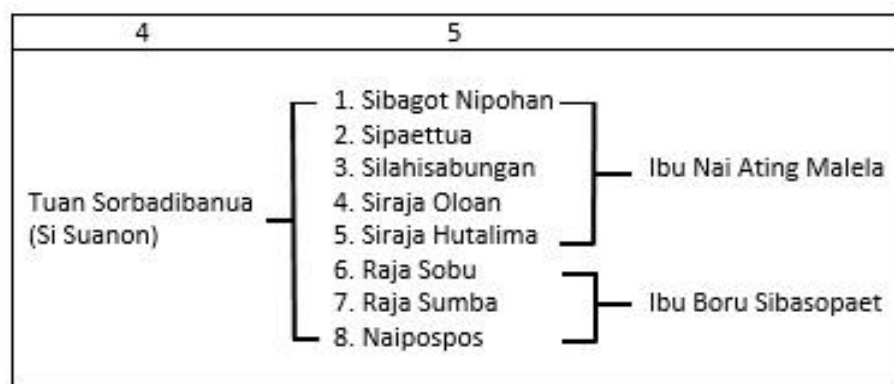 4 5
1. Sibagot Nipohan
2. Sipaettua
3. Silahisabungan Ibu Nai Ating Malela
Tuan Sorbadibanua 4. Siraja Oloan
(Si Suanon) 5. Siraja Hutalima
6. Raja Sobu
7. Raja Sumba Ibu Boru Sibasopaet
8. Naipospos